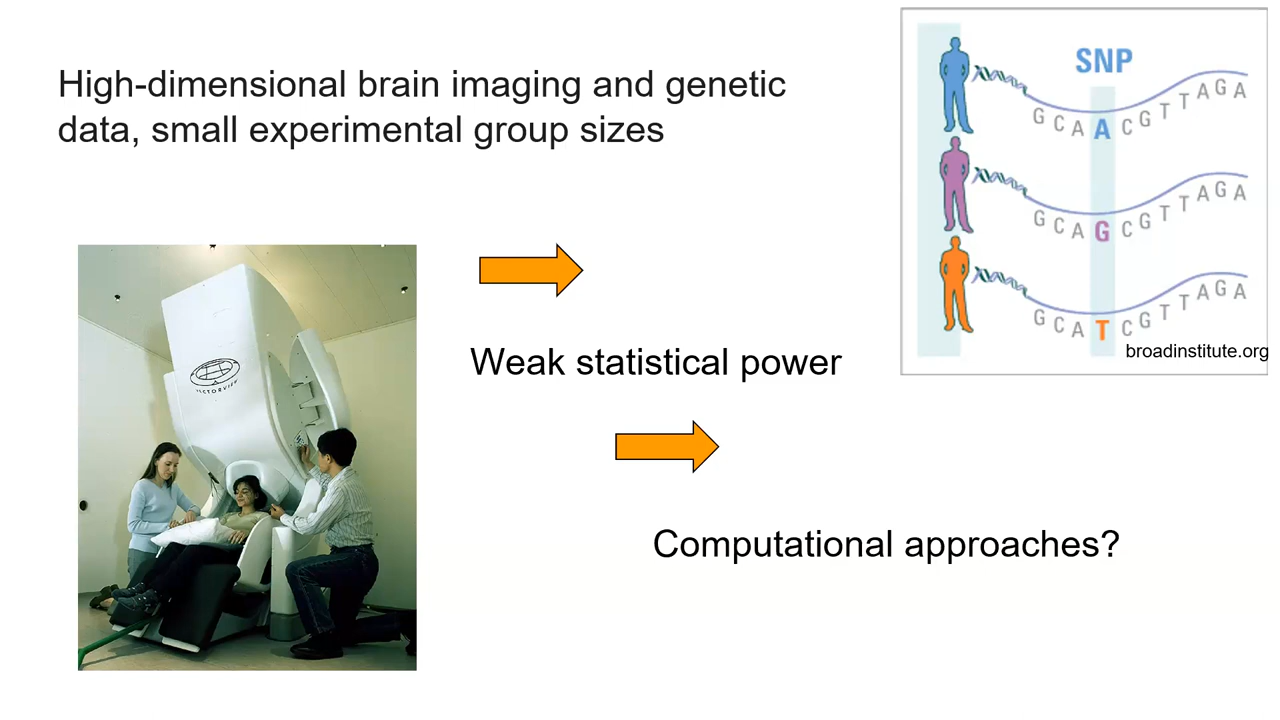 High-dimensional brain imaging and genetic
data, small experimental group sizes
SNP
G C A A C G T T A G A
G C A G C G T T A G A
G C A T C G T T A G A
broadinstitute.org
VECTORVIEW
Weak statistical power
Computational approaches?